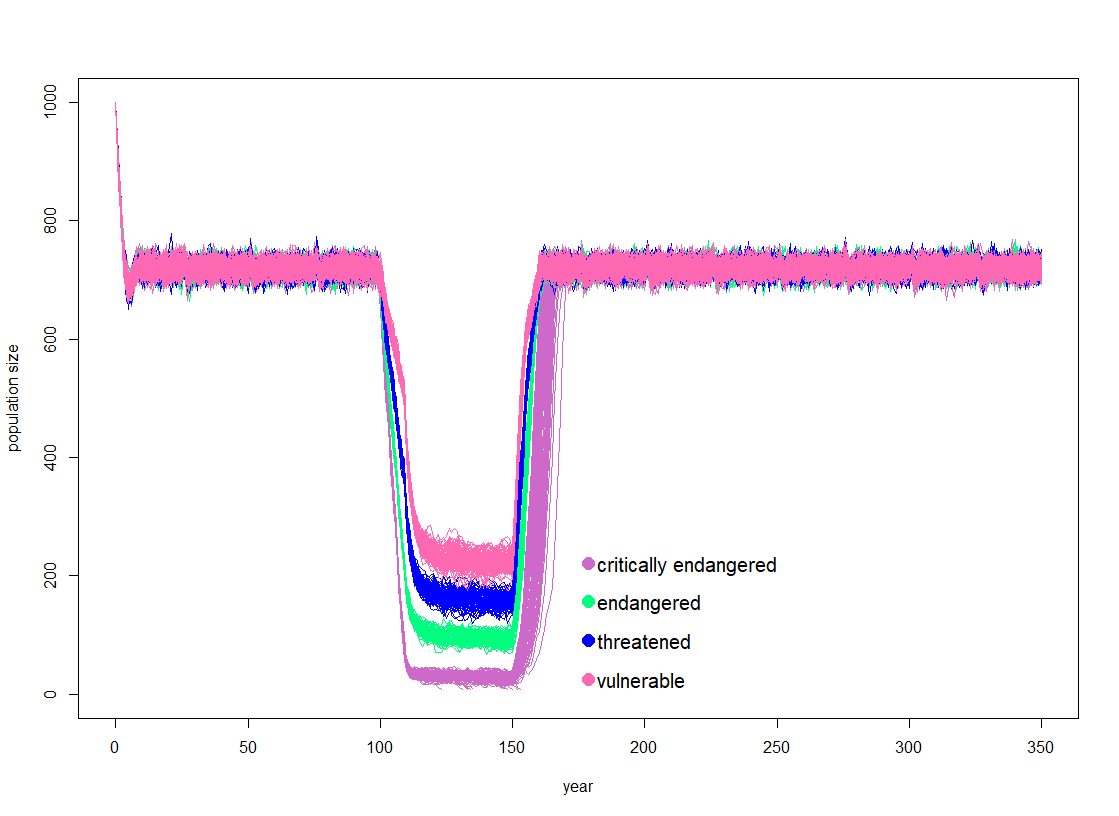 1000
800
600
400
200
0
population size
critically endangered
endangered
threatened
vulnerable
0 50 100 150 200 250 300 350
year